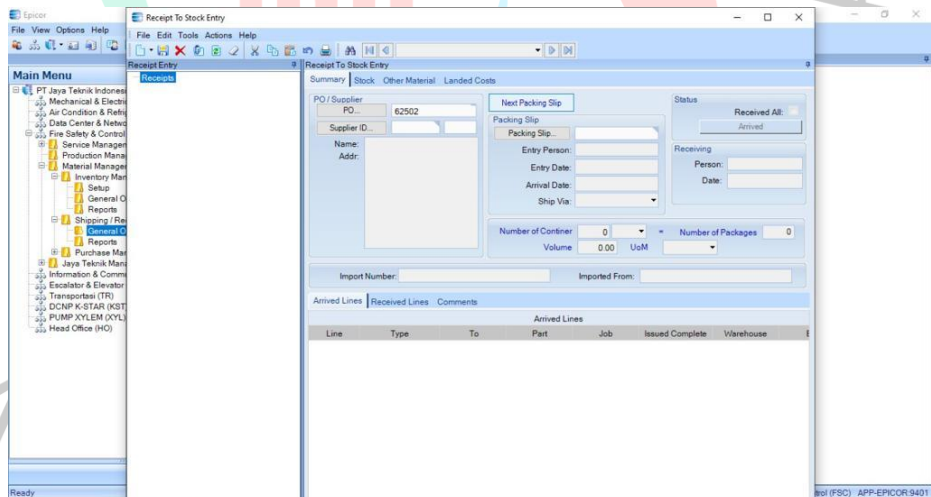 Epicor
File View Options Help
Main Menu
PT Jaya Teknik Indones
Mechanical & Electri
Air Condition & Refri
Data Center & Netwo
Fire Safety & Control
Service Managem
Production Mana
Material Manager
Inventory Man
Setup
General O
Reports
Shipping / Re
General O
Reports
Purchase Mar
Jaya Teknik Mana
Information & Commu
Escalator & Elevator
Transportasi (TR)
DCNP K-STAR (KST
PUMP XYLEM (XYL)
Head Office (HO)
Ready
Receipt To Stock Entry
File Edit Tools Actions Help
Receipt Entry
Receipts
Receipt To Stock Entry
Summary Stock Other Material Landed Costs
PO / Supplier
PO... 62502
Supplier ID...
Name:
Addr:
Next Packing Slip
Packing Slip
Packing Slip...
Entry Person:
Entry Date:
Arrival Date:
Ship Via:
Status
Received All:
Arrived
Receiving
Person:
Date:
Number of Continer 0 = Number of Packages 0
Volume 0.00 UoM
Import Number: Imported From:
Arrived Lines Received Lines Comments
Arrived Lines
Line Type To Part Job Issued Complete Warehouse
trol (FSC) APP-EPICOR:9401